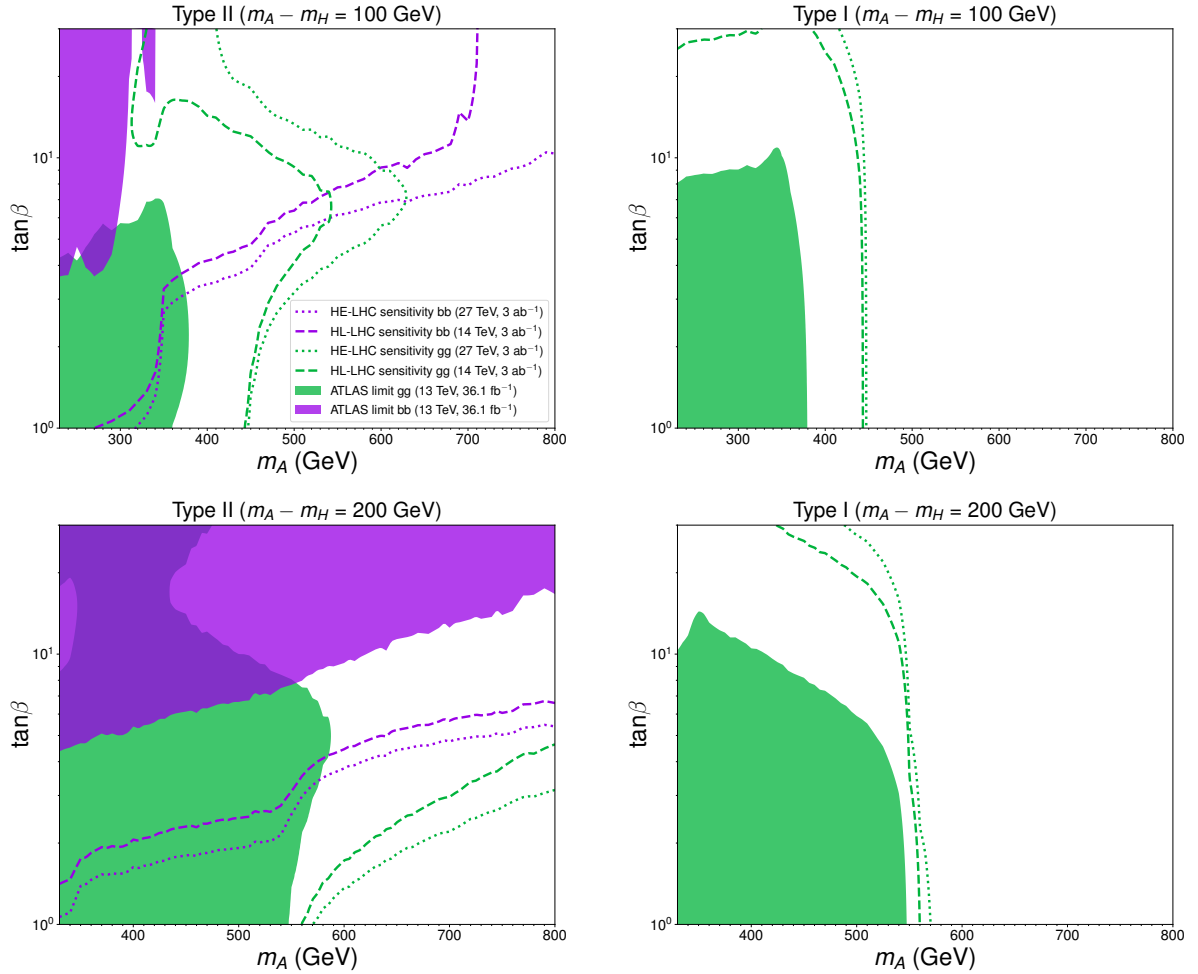 Type II (m_A − m_H = 100 GeV)
tanβ
10¹
10⁰
300 400 500 600 700 800
m_A (GeV)
HE-LHC sensitivity bb (27 TeV, 3 ab⁻¹)
HL-LHC sensitivity bb (14 TeV, 3 ab⁻¹)
HE-LHC sensitivity gg (27 TeV, 3 ab⁻¹)
HL-LHC sensitivity gg (14 TeV, 3 ab⁻¹)
ATLAS limit gg (13 TeV, 36.1 fb⁻¹)
ATLAS limit bb (13 TeV, 36.1 fb⁻¹)
Type I (m_A − m_H = 100 GeV)
tanβ
10¹
10⁰
300 400 500 600 700 800
m_A (GeV)
Type II (m_A − m_H = 200 GeV)
tanβ
10¹
10⁰
400 500 600 700 800
m_A (GeV)
Type I (m_A − m_H = 200 GeV)
tanβ
10¹
10⁰
400 500 600 700 800
m_A (GeV)